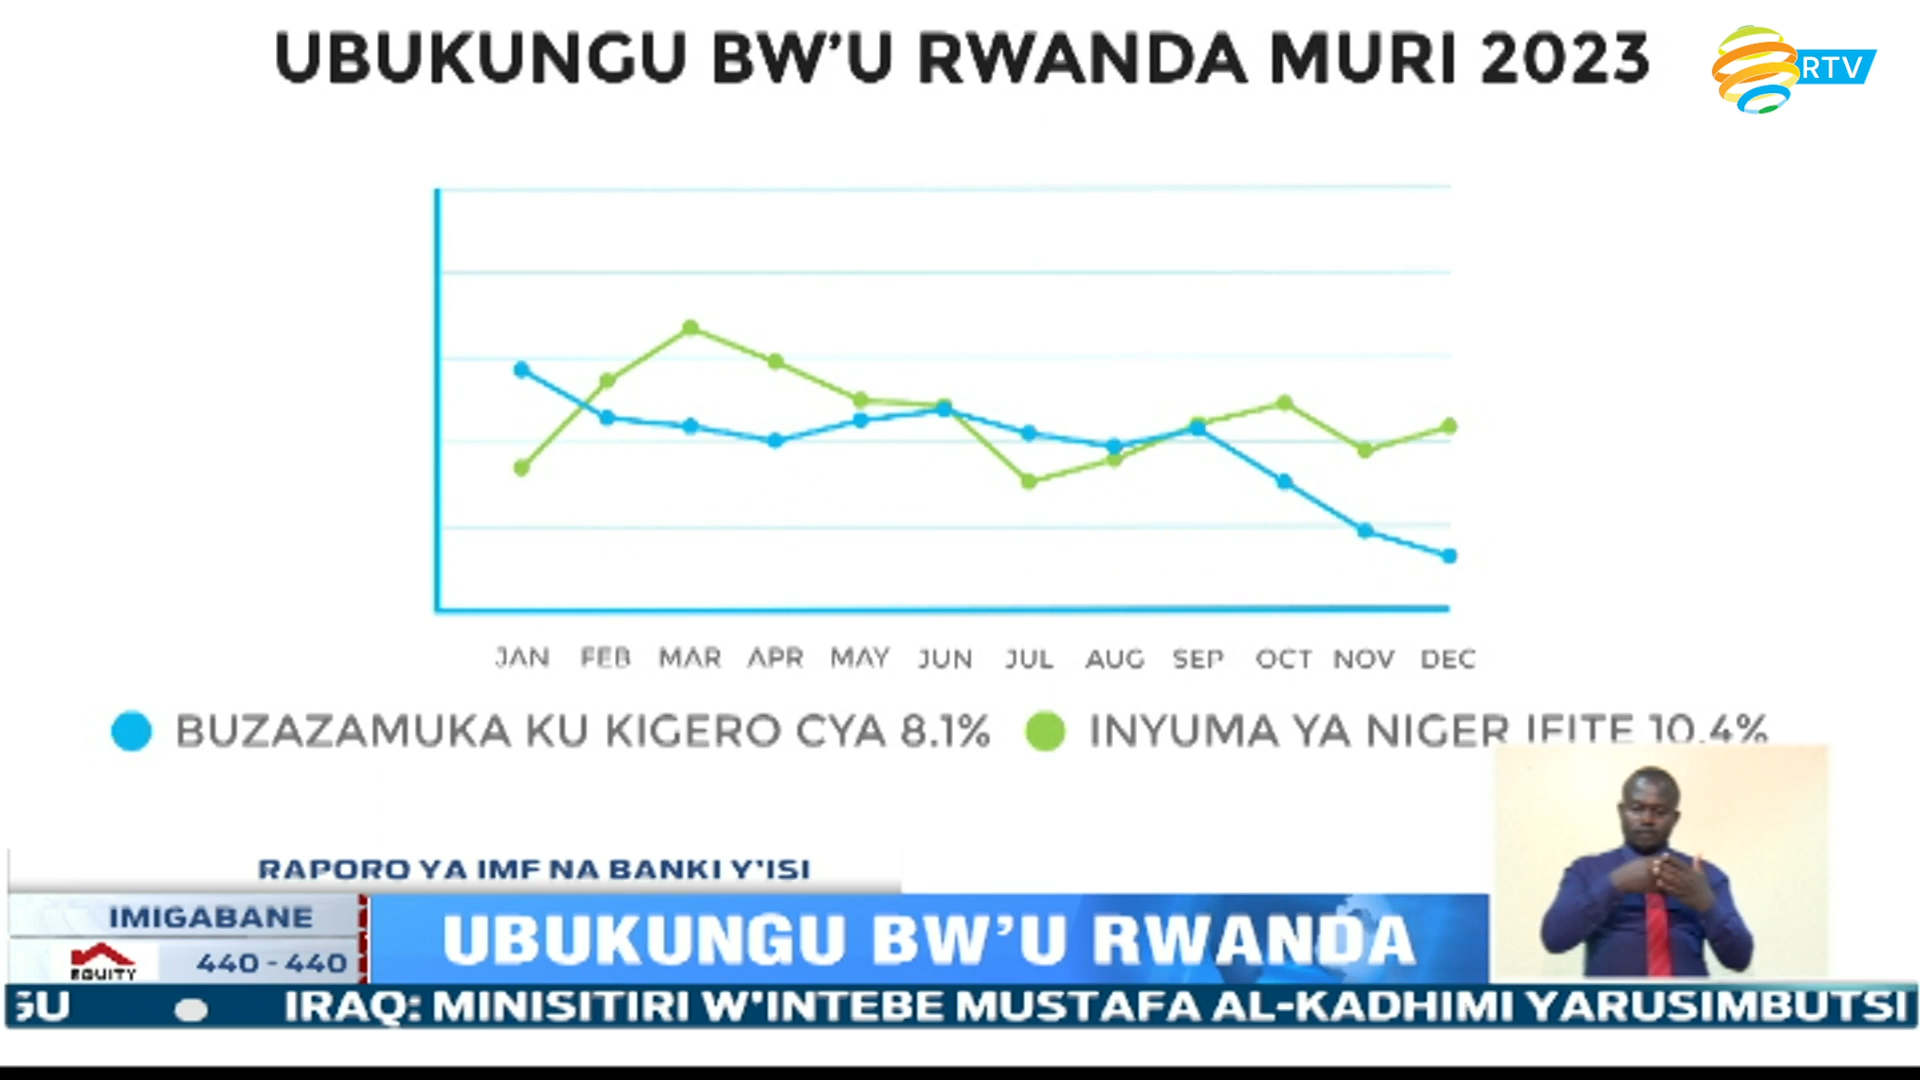 UBUKUNGU BW'U RWANDA MURI 2023
RTV
JAN FEB MAR APR MAY JUN JUL AUG SEP OCT NOV DEC
BUZAZAMUKA KU KIGERO CYA 8.1% INYUMA YA NIGER IFITE 10.4%
RAPORO YA IMF NA BANKI Y'ISI
IMIGABANE
EQUITY 440 - 440
UBUKUNGU BW'U RWANDA
GU IRAQ: MINISITIRI W'INTEBE MUSTAFA AL-KADHIMI YARUSIMBUTSI